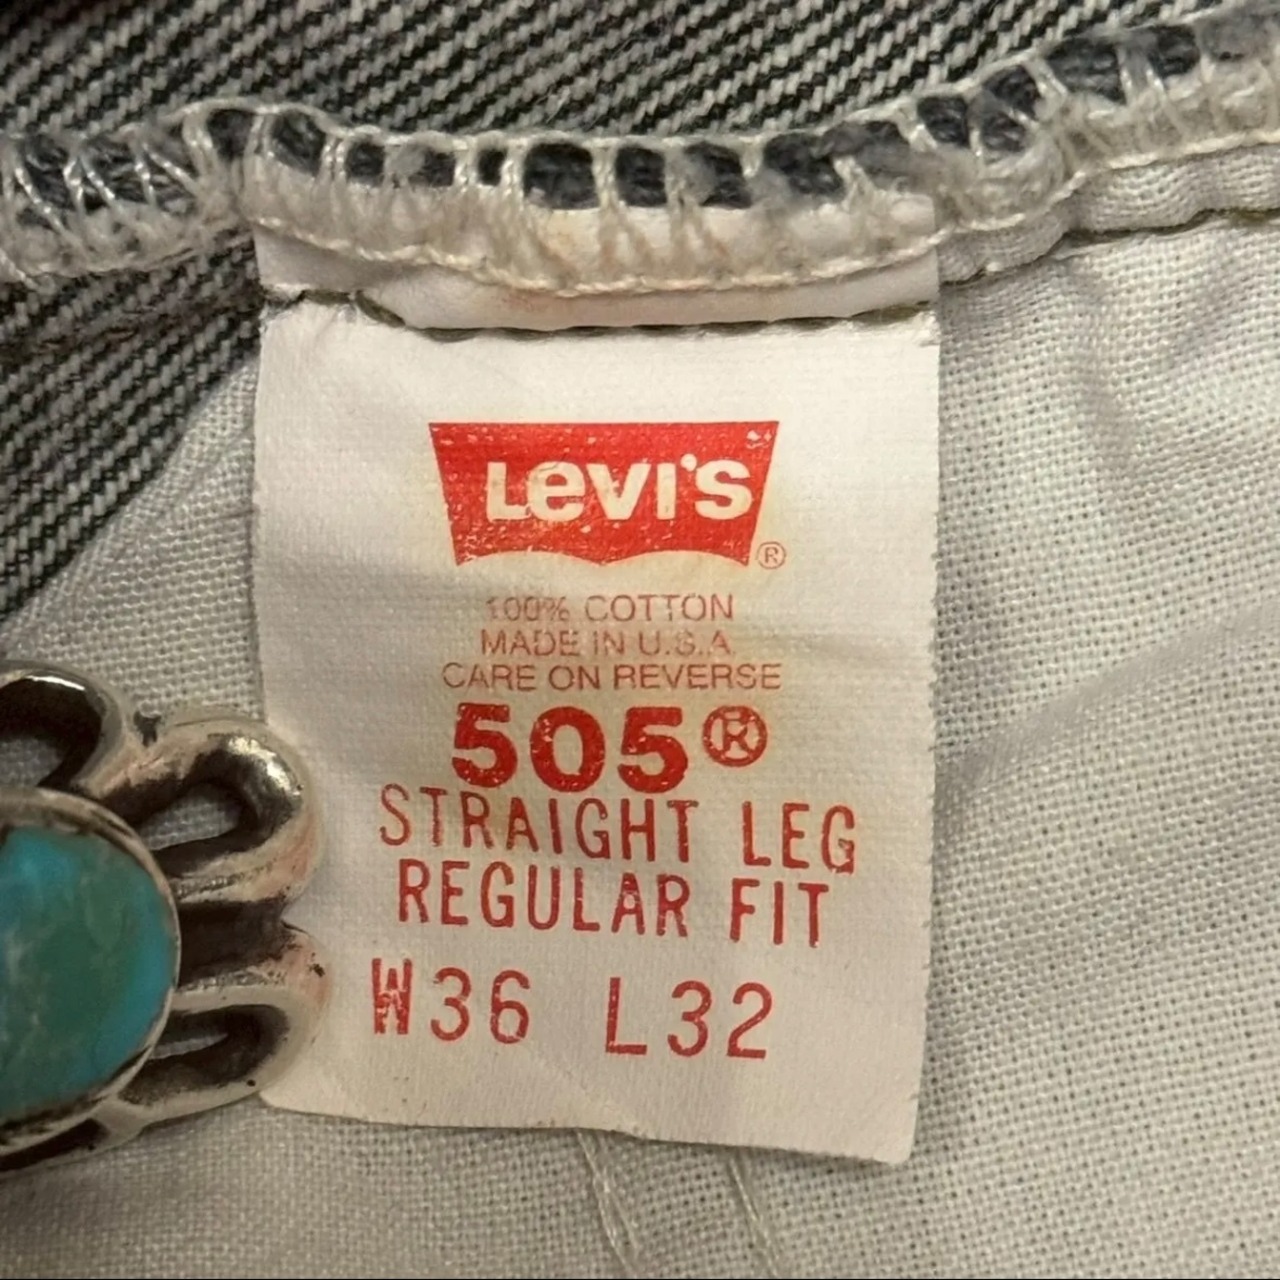 LEVI'S ®
100% COTTON
MADE IN U.S.A.
CARE ON REVERSE
505®
STRAIGHT LEG
REGULAR FIT
W36 L32